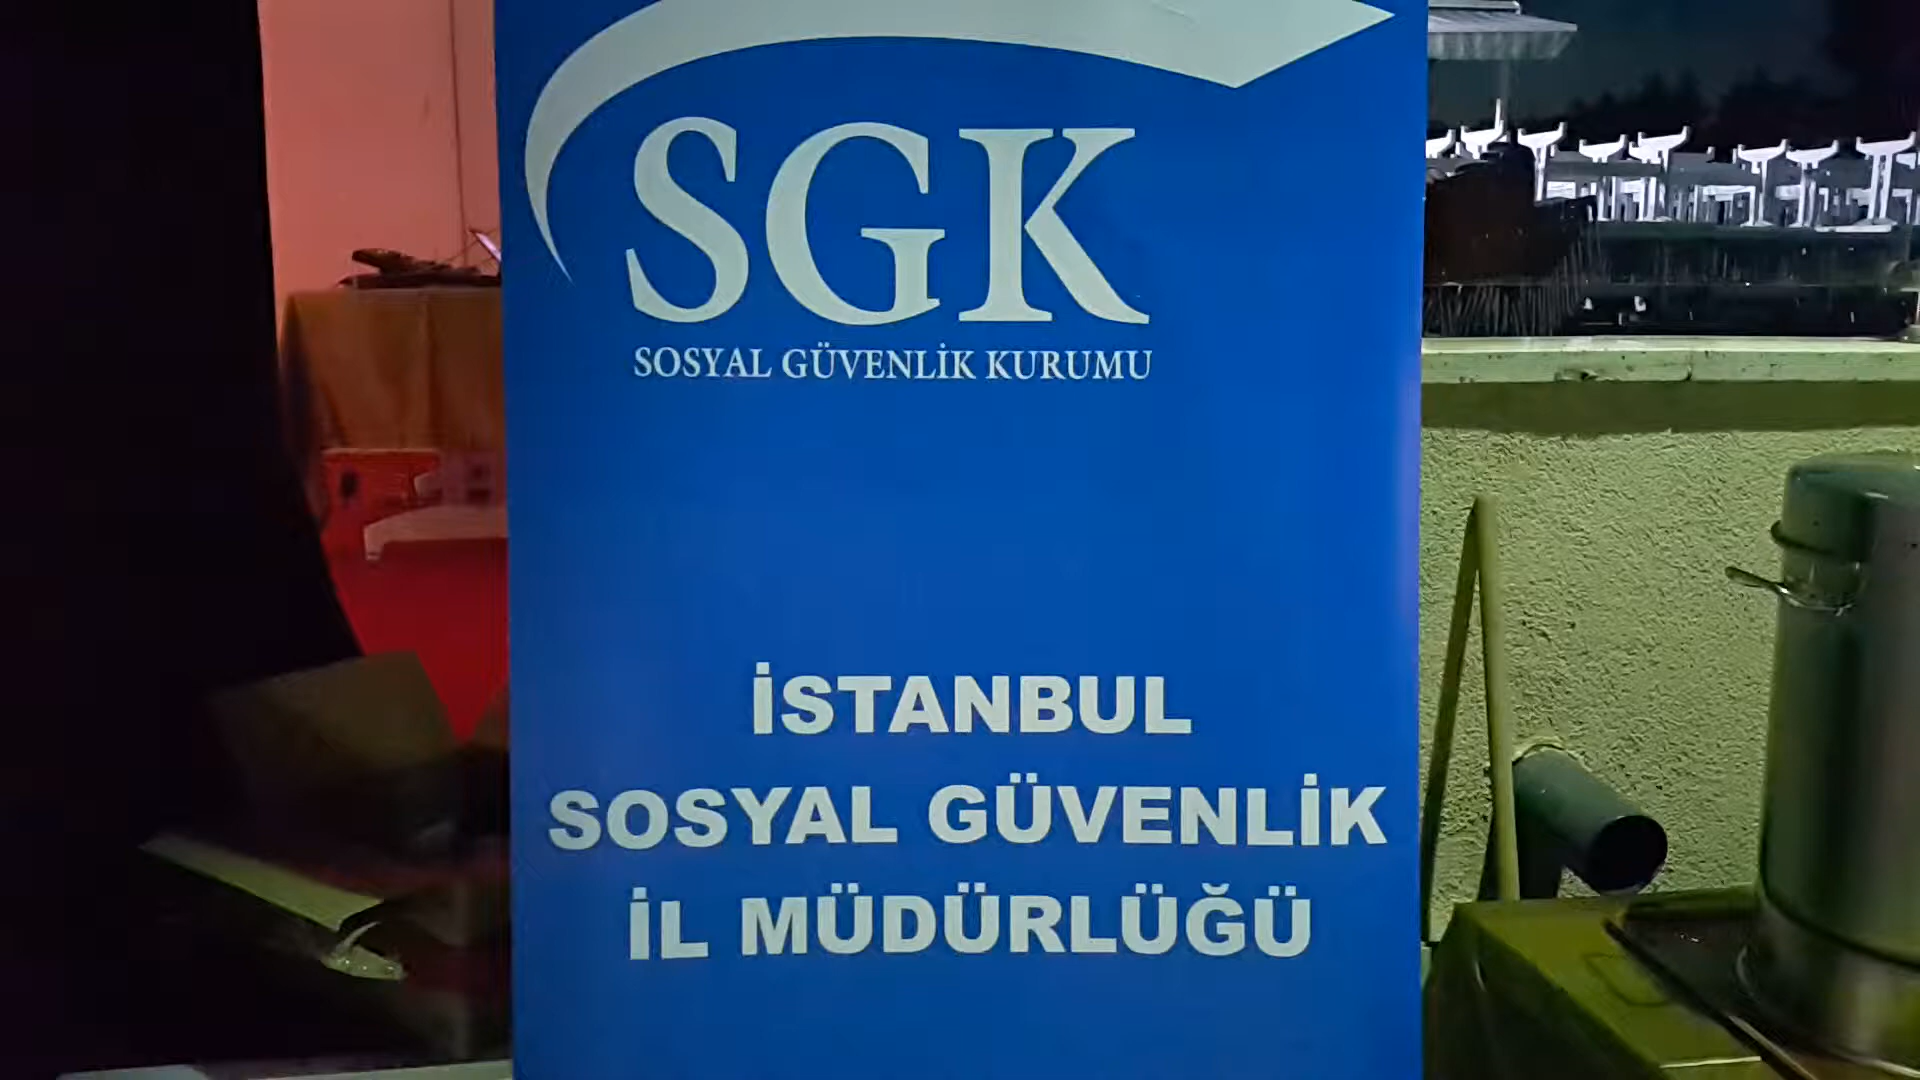 SGK
SOSYAL GÜVENLİK KURUMU
İSTANBUL
SOSYAL GÜVENLİK
İL MÜDÜRLÜĞÜ